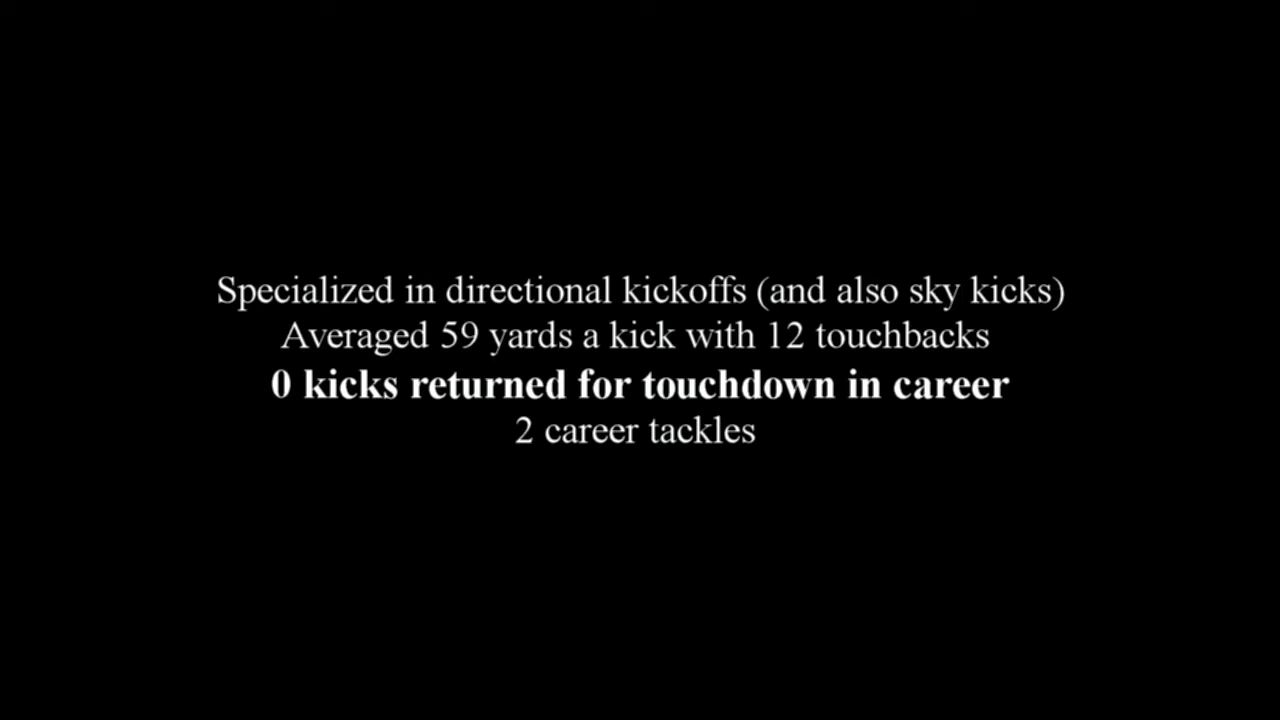 Specialized in directional kickoffs (and also sky kicks)
Averaged 59 yards a kick with 12 touchbacks
0 kicks returned for touchdown in career
2 career tackles